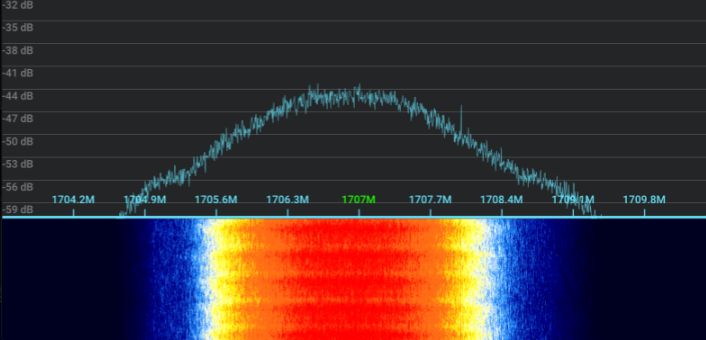 -32 dB
-35 dB
-38 dB
-41 dB
-44 dB
-47 dB
-50 dB
-53 dB
-56 dB
1704.2M 1704.9M 1705.6M 1706.3M 1707M 1707.7M 1708.4M 1709.1M 1709.8M
-59 dB